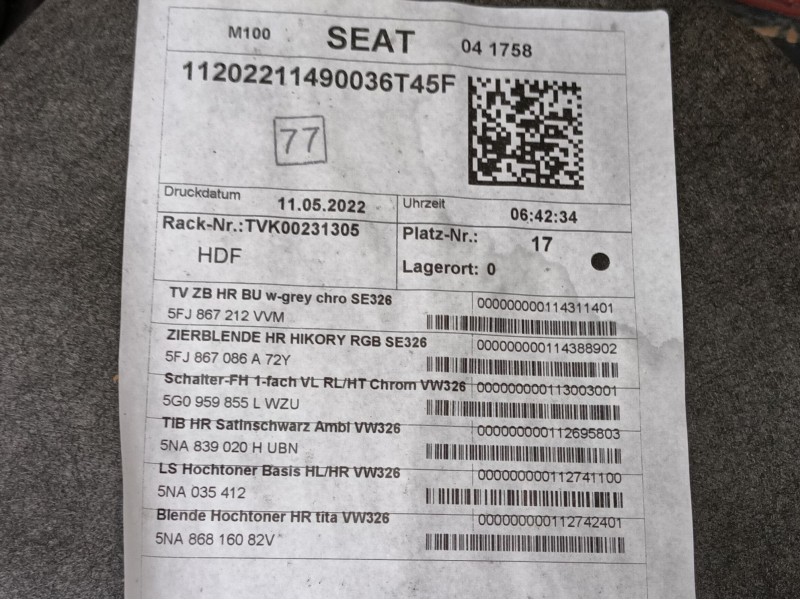 M100 SEAT 04 1758
11202211490036T45F
77
Druckdatum 11.05.2022 Uhrzeit 06:42:34
Rack-Nr.:TVK00231305 Platz-Nr.: 17
HDF Lagerort: 0
TV ZB HR BU w-grey chro SE326 000000000114311401
5FJ 867 212 VVM
ZIERBLENDE HR HIKORY RGB SE326 000000000114388902
5FJ 867 086 A 72Y
Schalter-FH 1-fach VL RL/HT Chrom VW326 000000000113003001
5G0 959 855 L WZU
TIB HR Satinschwarz Ambi VW326 000000000112695803
5NA 839 020 H UBN
LS Hochtoner Basis HL/HR VW326 000000000112741100
5NA 035 412
Blende Hochtoner HR tita VW326 000000000112742401
5NA 868 160 82V